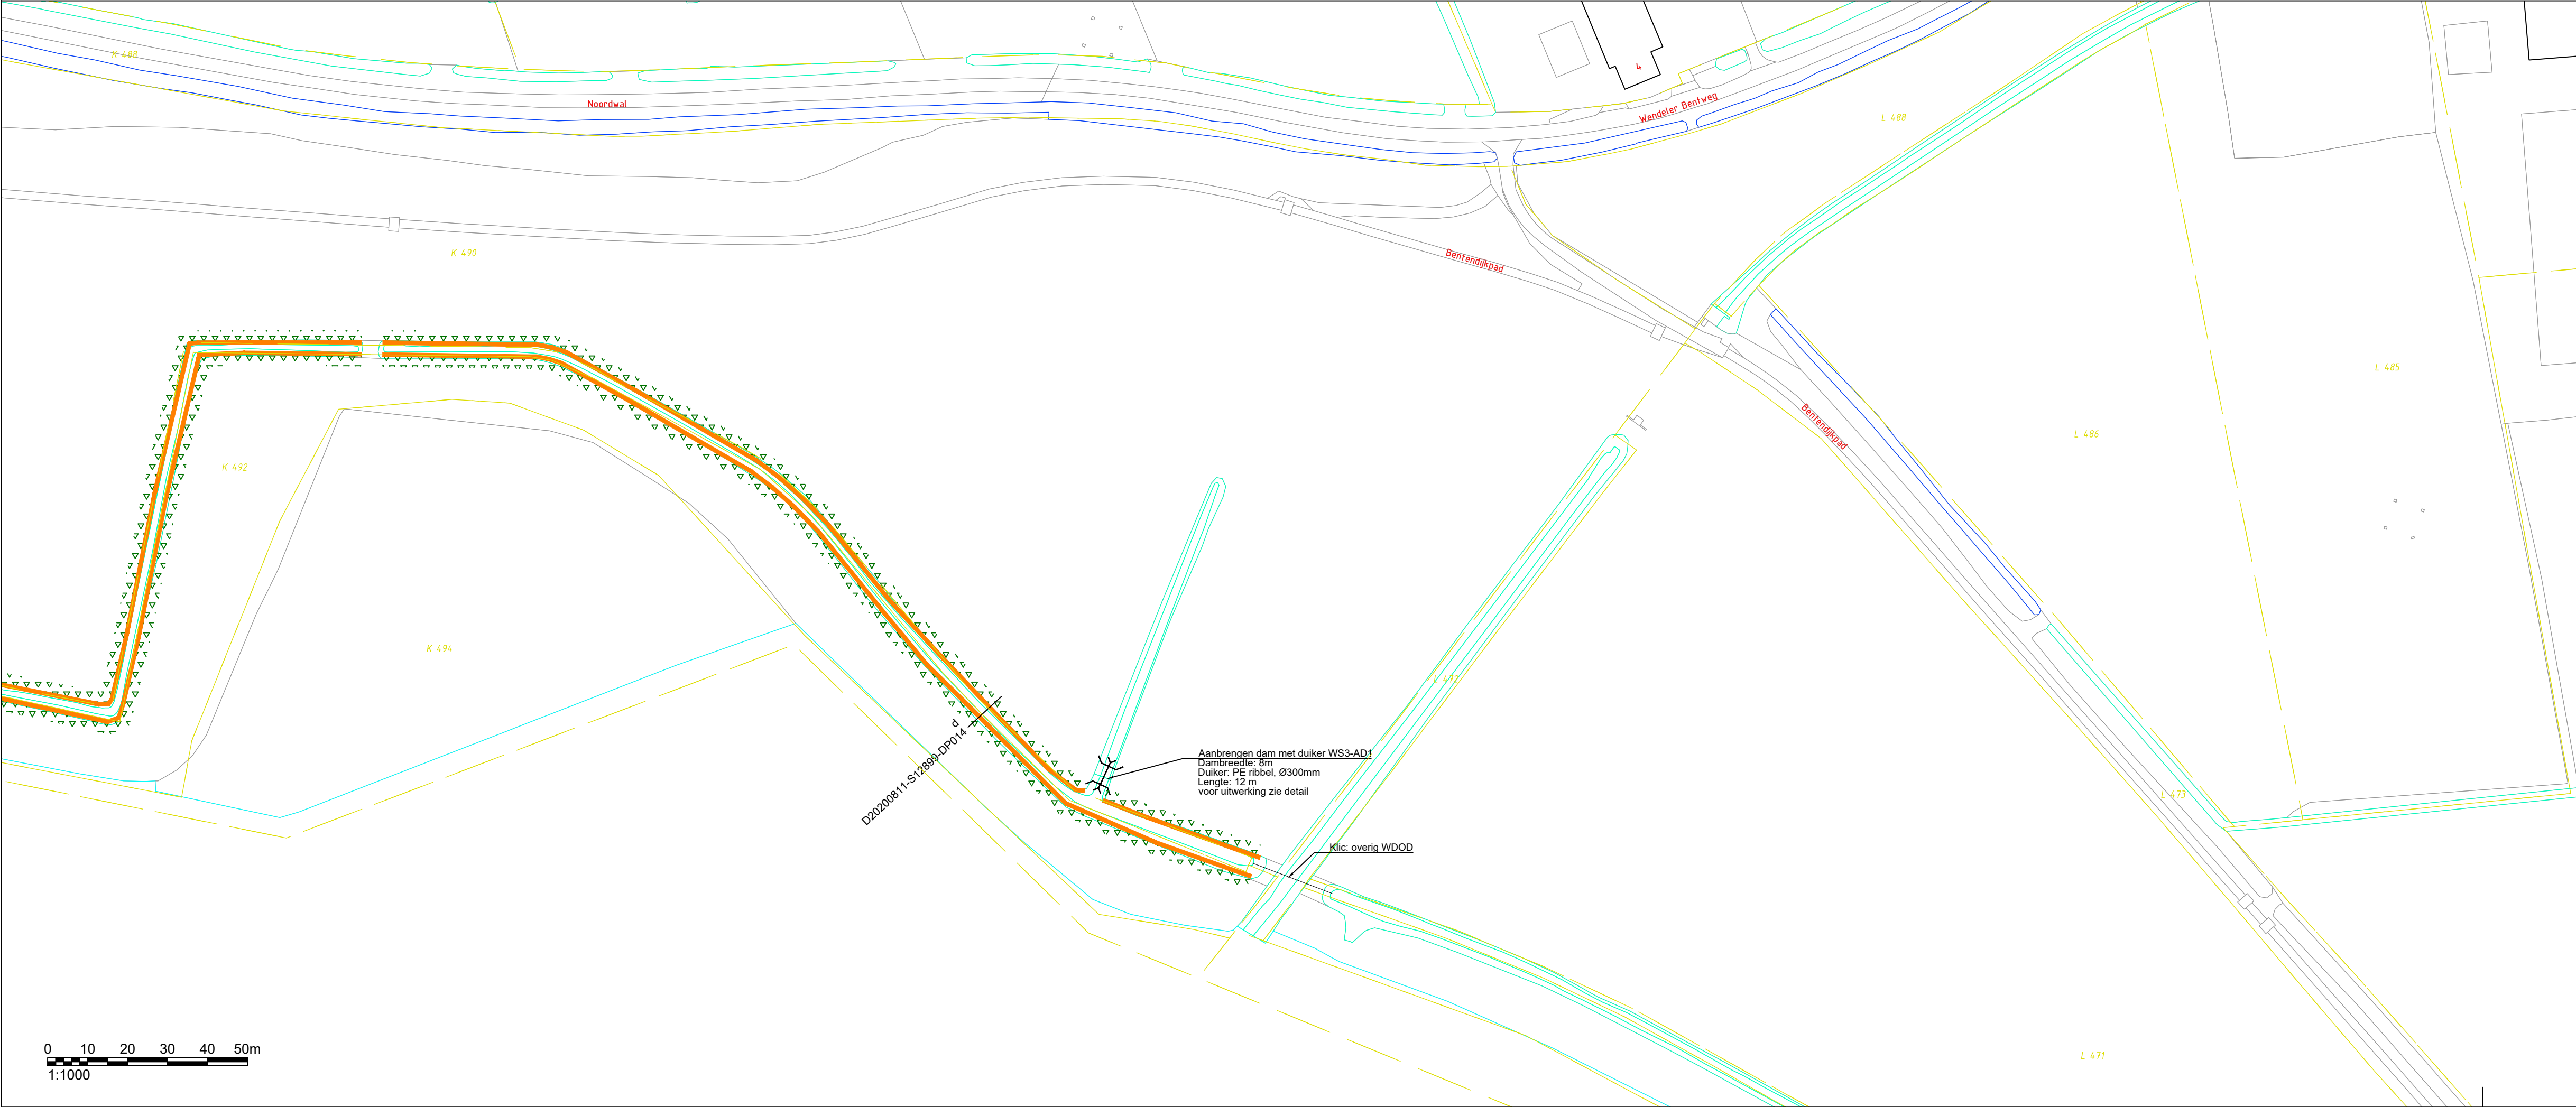 K 488
Noordwal
4
Wendeler Bentweg
L 488
K 490
Bentendijkpad
L 485
Bentendijkpad
L 486
K 492
K 494
L 472
d
D20200811-S12899-DP014
Aanbrengen dam met duiker WS3-AD1
Dambreedte: 8m
Duiker: PE ribbel, Ø300mm
Lengte: 12 m
voor uitwerking zie detail
L 473
Klic: overig WDOD
0 10 20 30 40 50m
1:1000
L 471